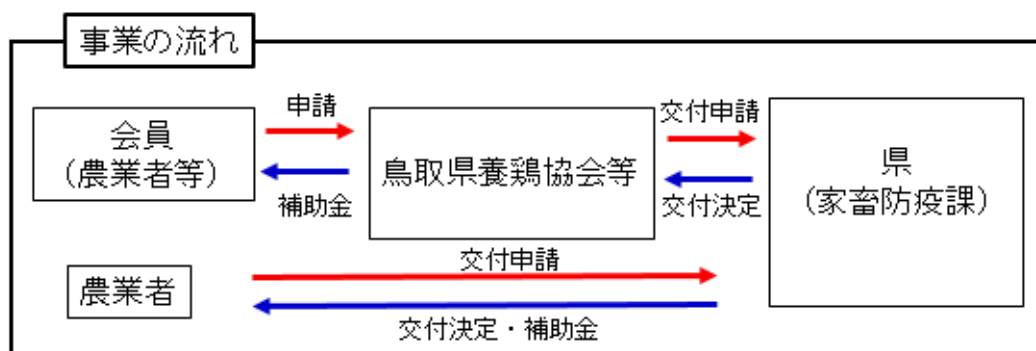 事業の流れ
申請
交付申請
会員
(農業者等)
鳥取県養鶏協会等
県
(家畜防疫課)
補助金
交付決定
交付申請
農業者
交付決定・補助金